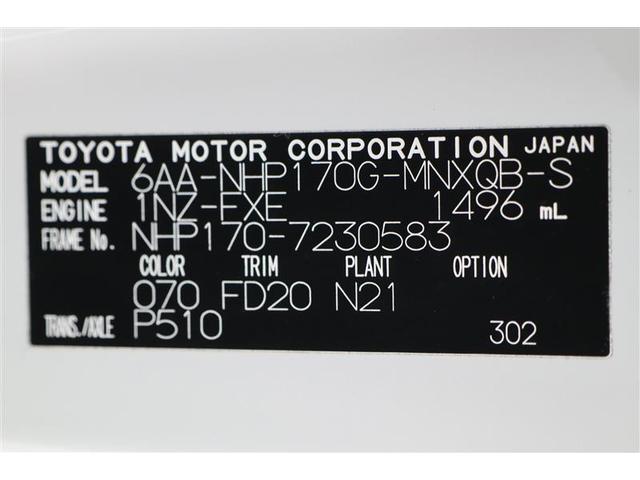 TOYOTA MOTOR CORPORATION JAPAN
MODEL 6AA-NHP170G-MNXQB-S
ENGINE 1NZ-FXE 1496 mL
FRAME No. NHP170-7230583
COLOR TRIM PLANT OPTION
070 FD20 N21
TRANS./AXLE P510 302